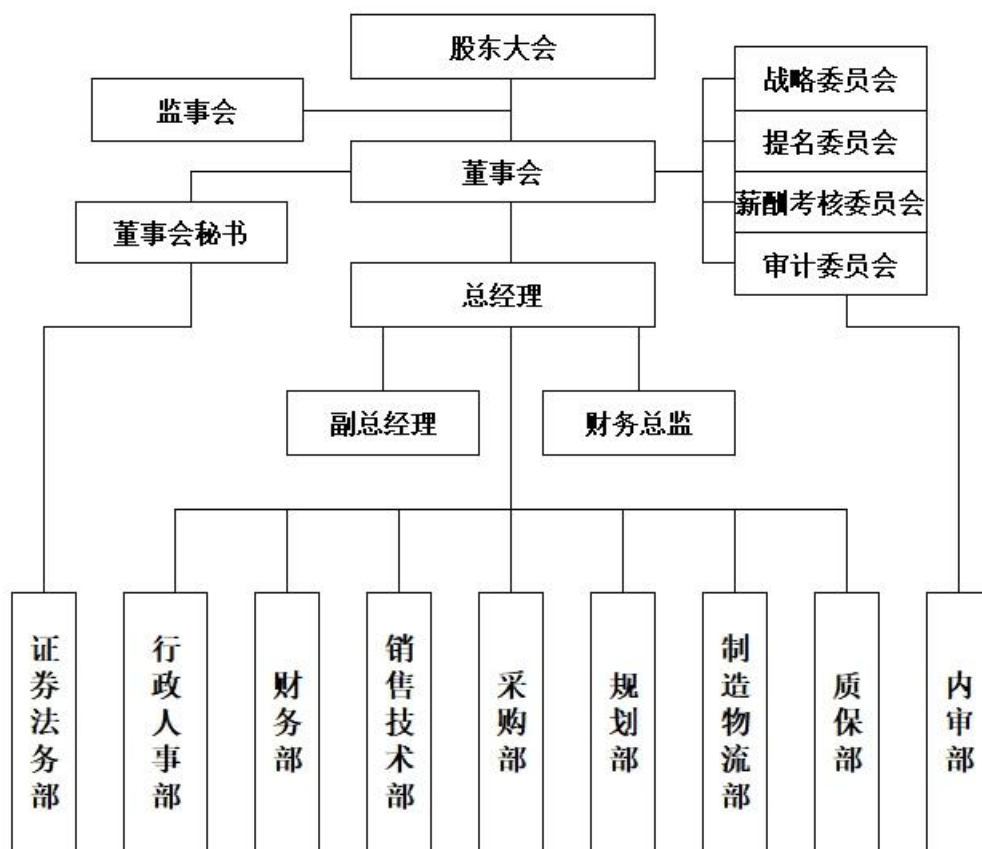 股东大会
战略委员会
监事会
提名委员会
董事会
薪酬考核委员会
董事会秘书
审计委员会
总经理
副总经理
财务总监
证券法务部
行政人事部
财务部
销售技术部
采购部
规划部
制造物流部
质保部
内审部